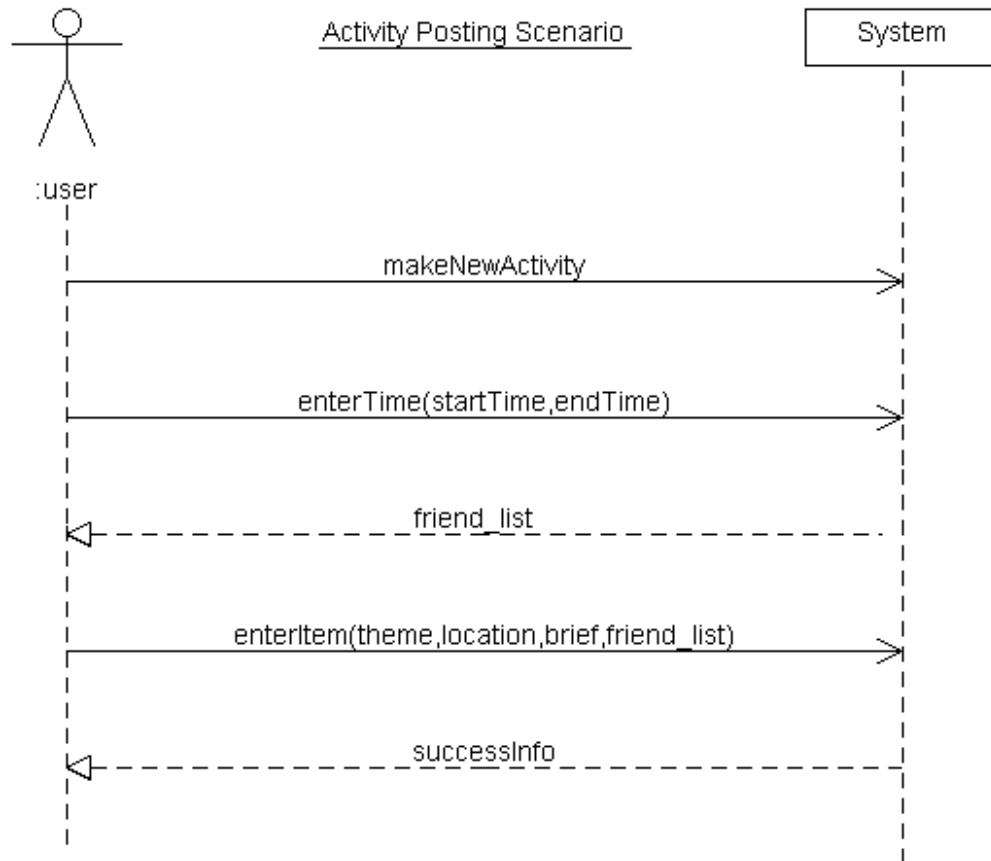 Activity Posting Scenario
System
:user
makeNewActivity
enterTime(startTime,endTime)
friend_list
enterItem(theme,location,brief,friend_list)
successInfo